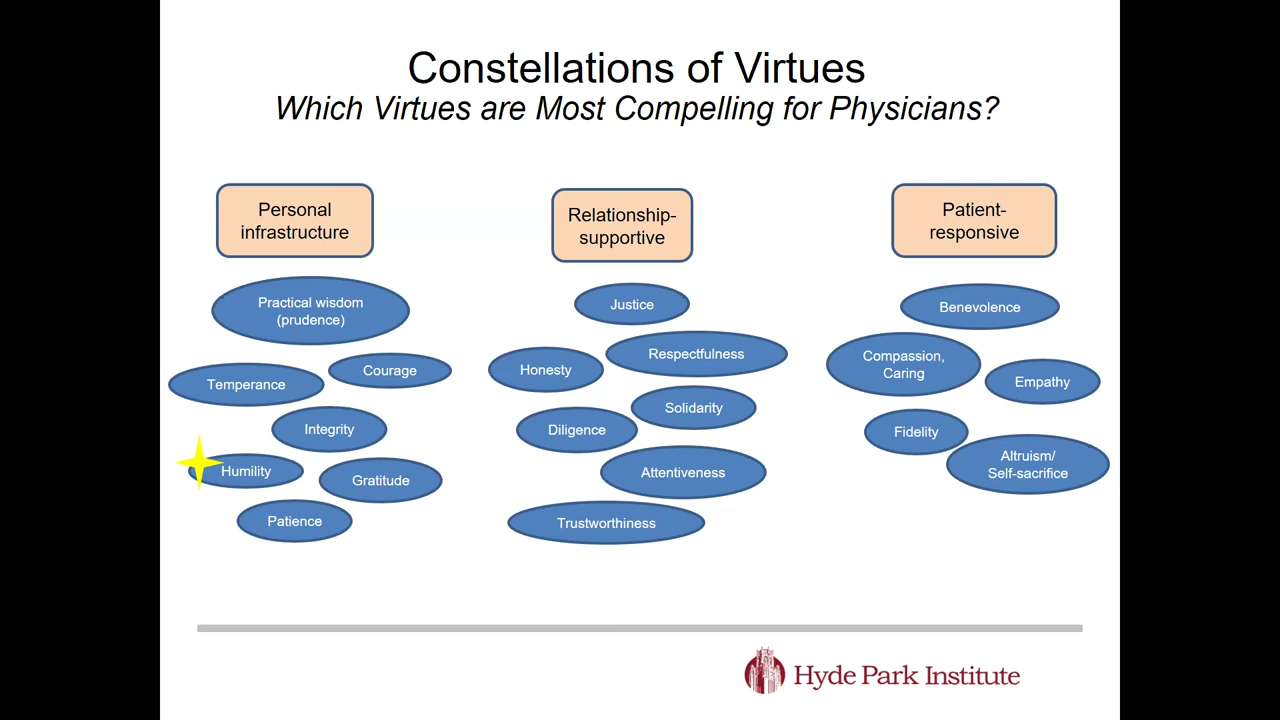 Constellations of Virtues
Which Virtues are Most Compelling for Physicians?
Personal
infrastructure
Practical wisdom
(prudence)
Courage
Temperance
Integrity
Humility
Gratitude
Patience
Relationship-
supportive
Justice
Respectfulness
Honesty
Solidarity
Diligence
Attentiveness
Trustworthiness
Patient-
responsive
Benevolence
Compassion,
Caring
Empathy
Fidelity
Altruism/
Self-sacrifice
Hyde Park Institute